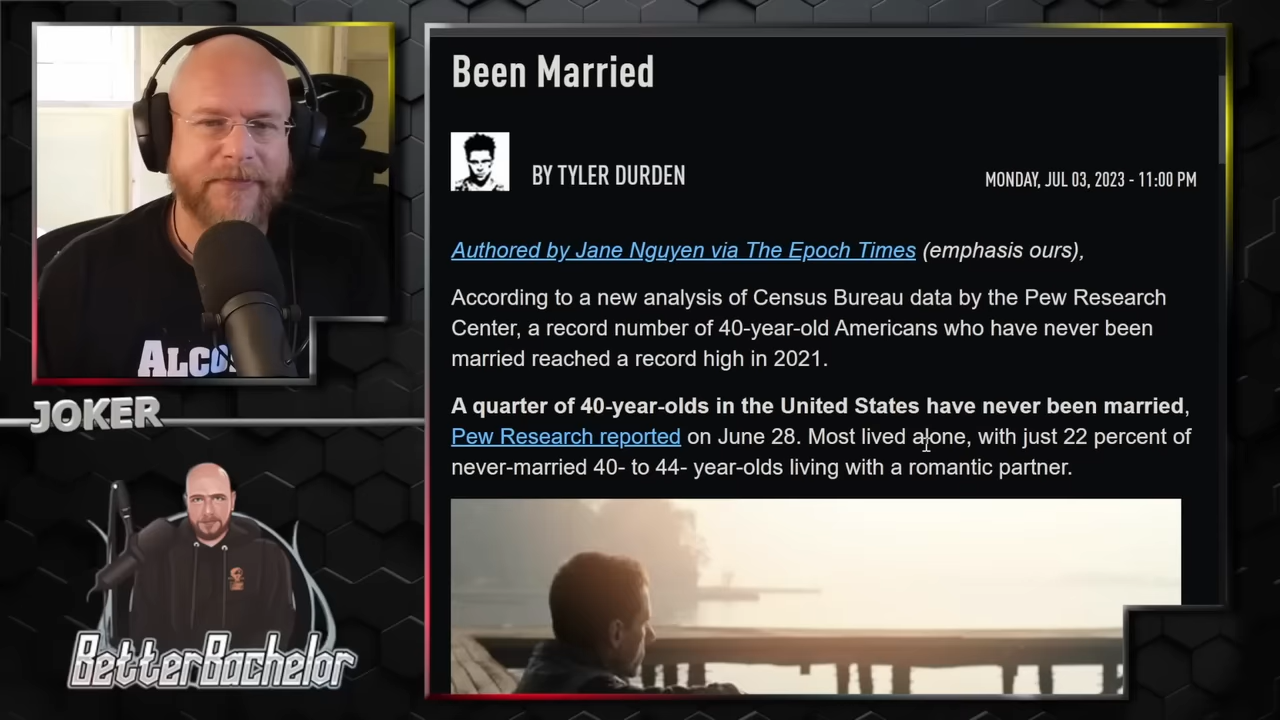 Been Married
BY TYLER DURDEN
MONDAY, JUL 03, 2023 - 11:00 PM
Authored by Jane Nguyen via The Epoch Times (emphasis ours),
According to a new analysis of Census Bureau data by the Pew Research
Center, a record number of 40-year-old Americans who have never been
married reached a record high in 2021.
A quarter of 40-year-olds in the United States have never been married,
Pew Research reported on June 28. Most lived alone, with just 22 percent of
never-married 40- to 44- year-olds living with a romantic partner.
JOKER
BetterBachelor